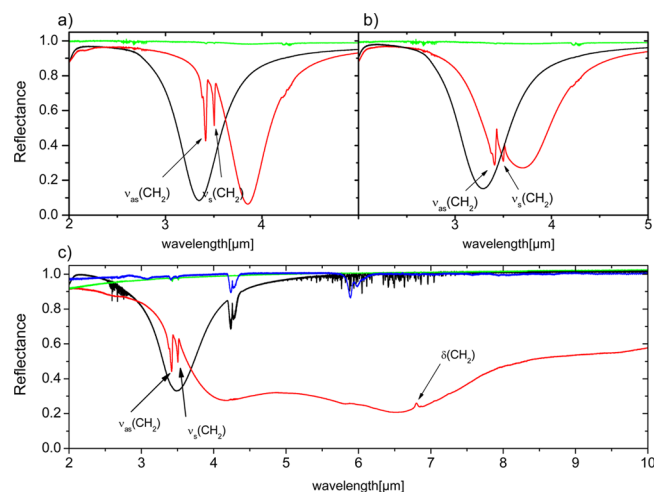 a)
b)
Reflectance
1.0
0.8
0.6
0.4
0.2
0.0
νas(CH2)
νs(CH2)
νas(CH2)
νs(CH2)
2
3
4
3
4
5
wavelength[µm]
wavelength[µm]
c)
Reflectance
1.0
0.8
0.6
0.4
0.2
0.0
νas(CH2)
νs(CH2)
δ(CH2)
2
3
4
5
6
7
8
9
10
wavelength[µm]